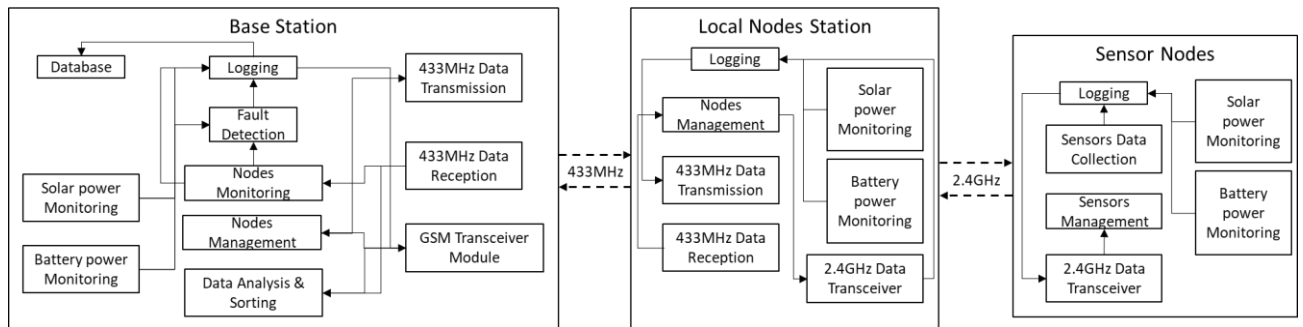 Base Station
Database
Logging
433MHz Data
Transmission
Fault
Detection
433MHz Data
Reception
Nodes
Monitoring
Solar power
Monitoring
Nodes
Management
GSM Transceiver
Module
Battery power
Monitoring
Data Analysis &
Sorting
433MHz
Local Nodes Station
Logging
Solar
power
Monitoring
Nodes
Management
433MHz Data
Transmission
Battery
power
Monitoring
433MHz Data
Reception
2.4GHz Data
Transceiver
2.4GHz
Sensor Nodes
Logging
Solar
power
Monitoring
Sensors Data
Collection
Sensors
Management
Battery
power
Monitoring
2.4GHz Data
Transceiver